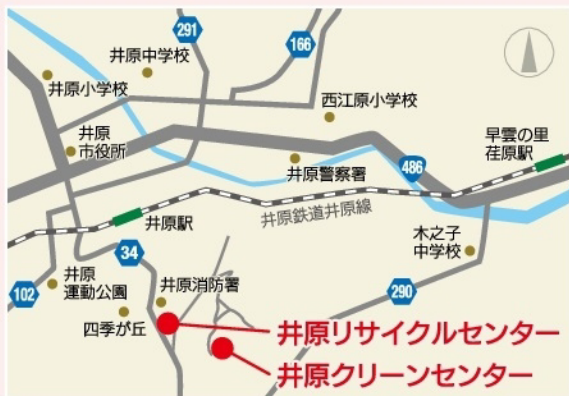 291
井原中学校
166
井原小学校
西江原小学校
井原
市役所
早雲の里
荏原駅
井原警察署
486
井原鉄道井原線
井原駅
木之子
中学校
34
井原
運動公園
井原消防署
102
290
四季が丘
井原リサイクルセンター
井原クリーンセンター